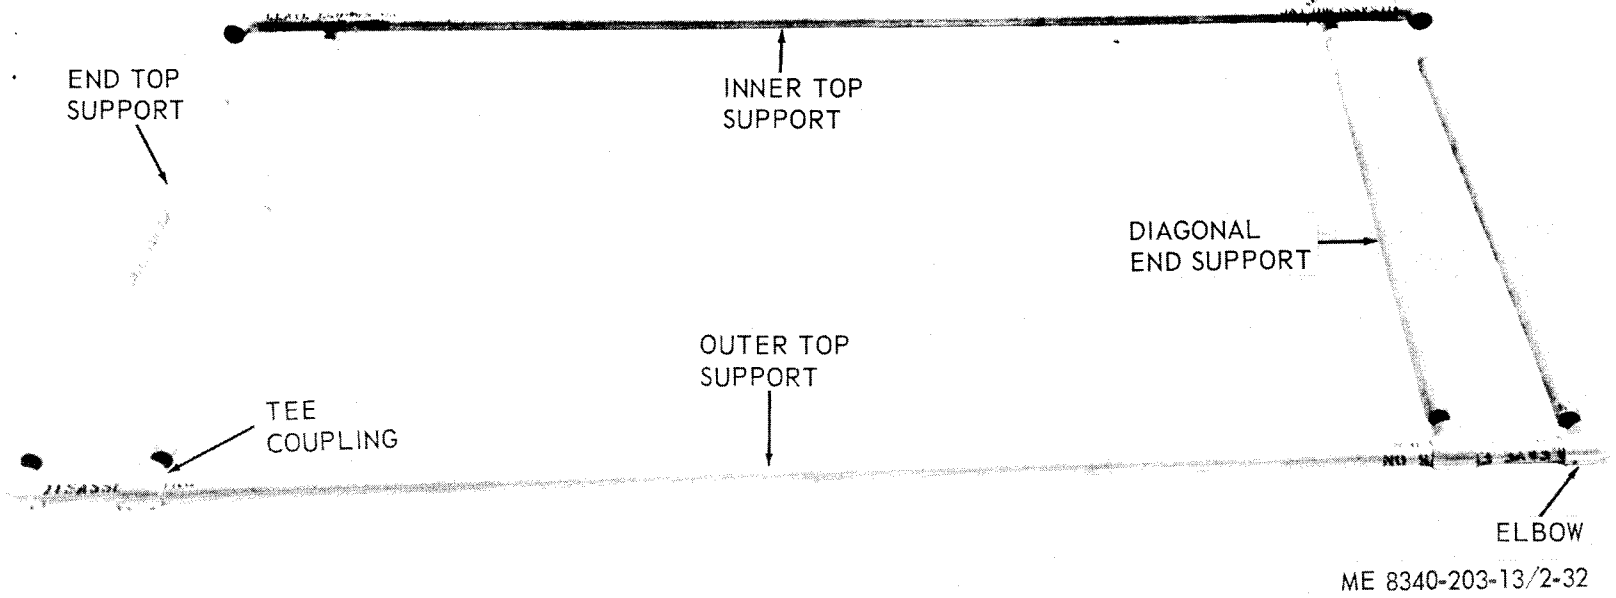 END TOP
SUPPORT
INNER TOP
SUPPORT
DIAGONAL
END SUPPORT
OUTER TOP
SUPPORT
TEE
COUPLING
ELBOW
ME 8340-203-13/2-32